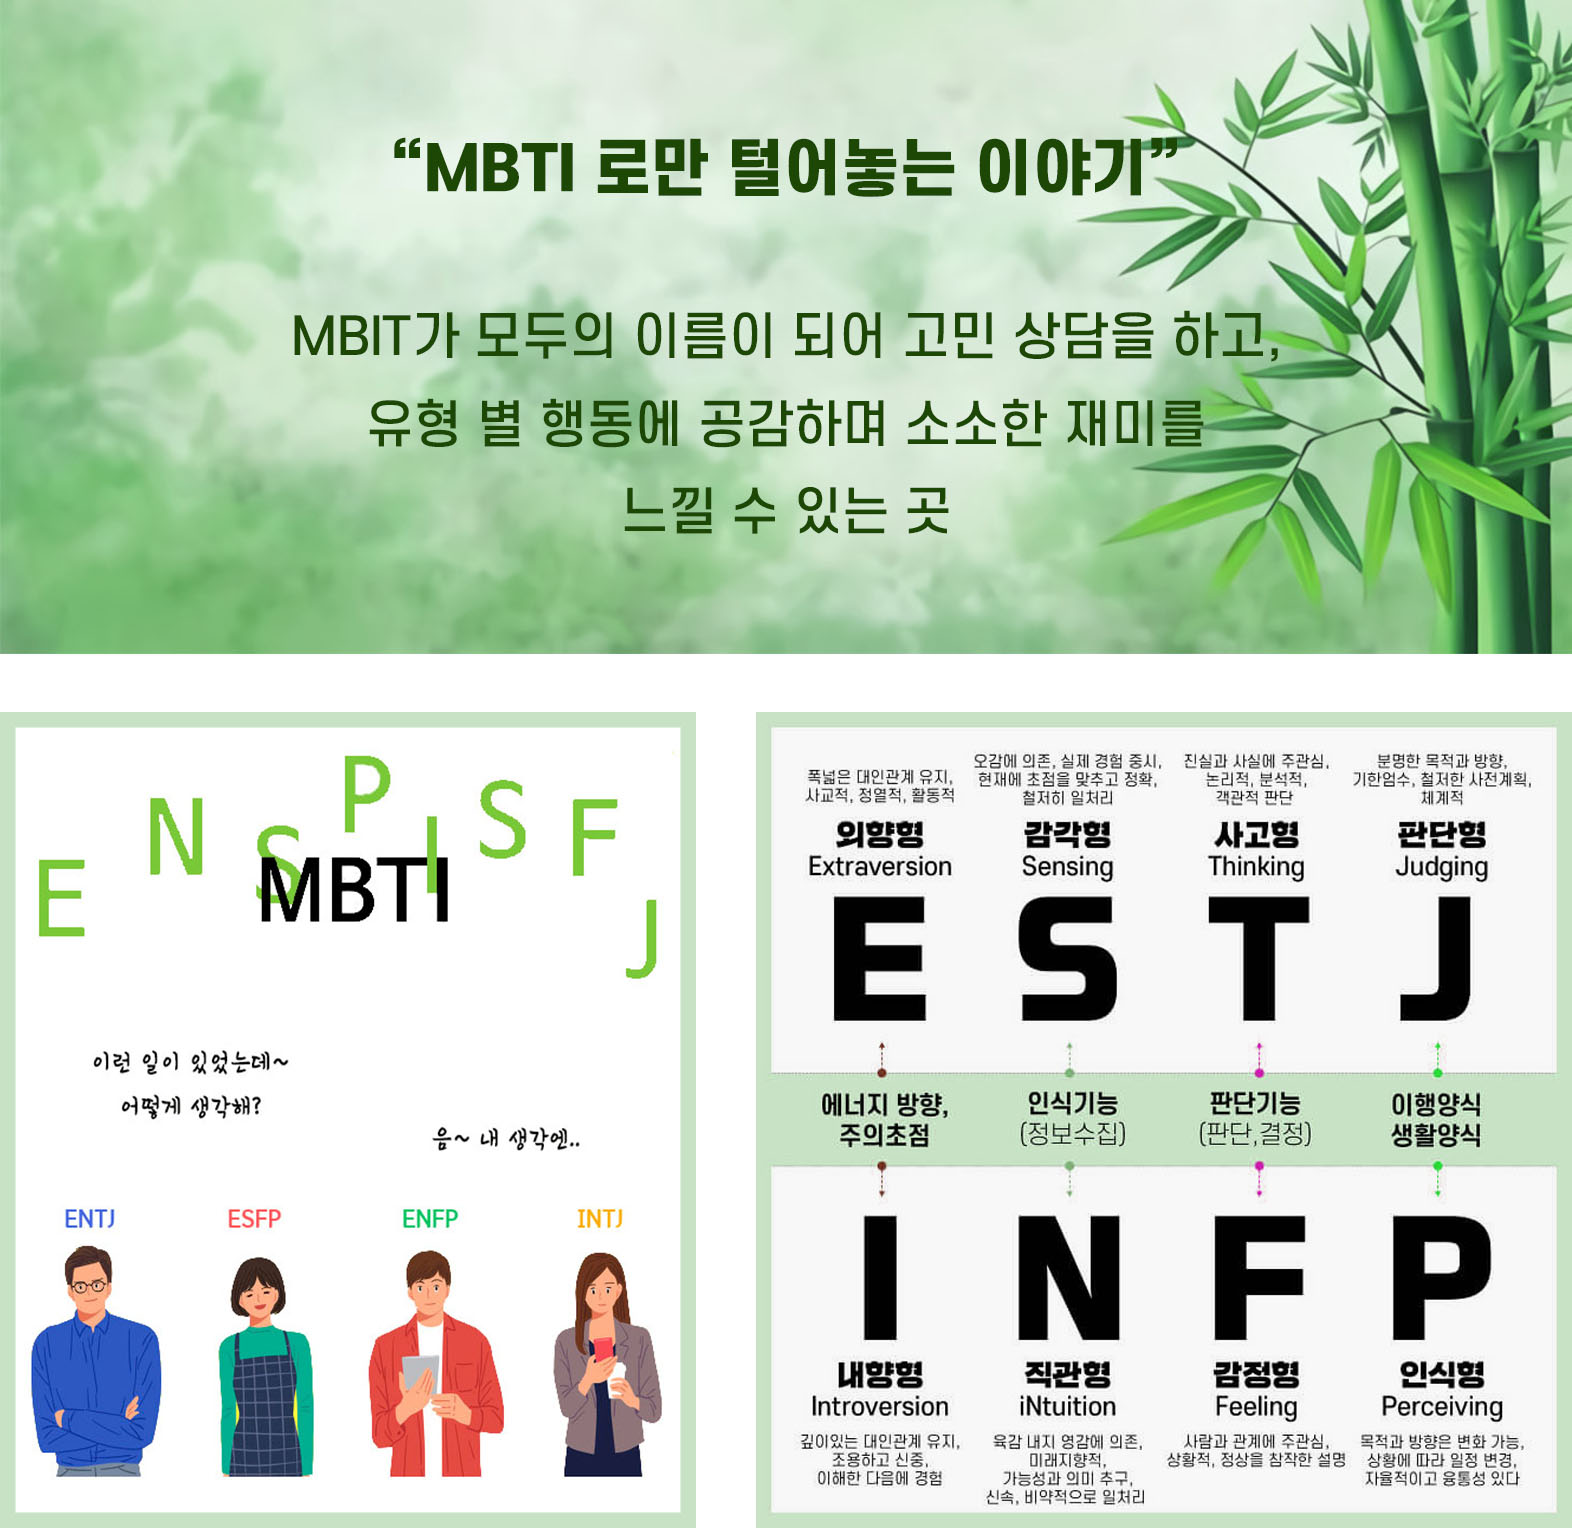 “MBTI 로만 털어놓는 이야기”
MBIT가 모두의 이름이 되어 고민 상담을 하고,
유형 별 행동에 공감하며 소소한 재미를
느낄 수 있는 곳
E N S P I S F J
MBTI
이런 일이 있었는데~
어떻게 생각해?
음~ 내 생각엔..
ENTJ
ESFP
ENFP
INTJ
폭넓은 대인관계 유지,
사교적, 정열적, 활동적
외향형
Extraversion
E
오감에 의존, 실제 경험 중시,
현재에 초점을 맞추고 정확,
철저히 일처리
감각형
Sensing
S
진실과 사실에 주관심,
논리적, 분석적,
객관적 판단
사고형
Thinking
T
분명한 목적과 방향,
기한엄수, 철저한 사전계획,
체계적
판단형
Judging
J
에너지 방향,
주의초점
인식기능
(정보수집)
판단기능
(판단,결정)
이행양식
생활양식
I
내향형
Introversion
깊이있는 대인관계 유지,
조용하고 신중,
이해한 다음에 경험
N
직관형
iNtuition
육감 내지 영감에 의존,
미래지향적,
가능성과 의미 추구,
신속, 비약적으로 일처리
F
감정형
Feeling
사람과 관계에 주관심,
상황적, 정상을 참작한 설명
P
인식형
Perceiving
목적과 방향은 변화 가능,
상황에 따라 일정 변경,
자율적이고 융통성 있다